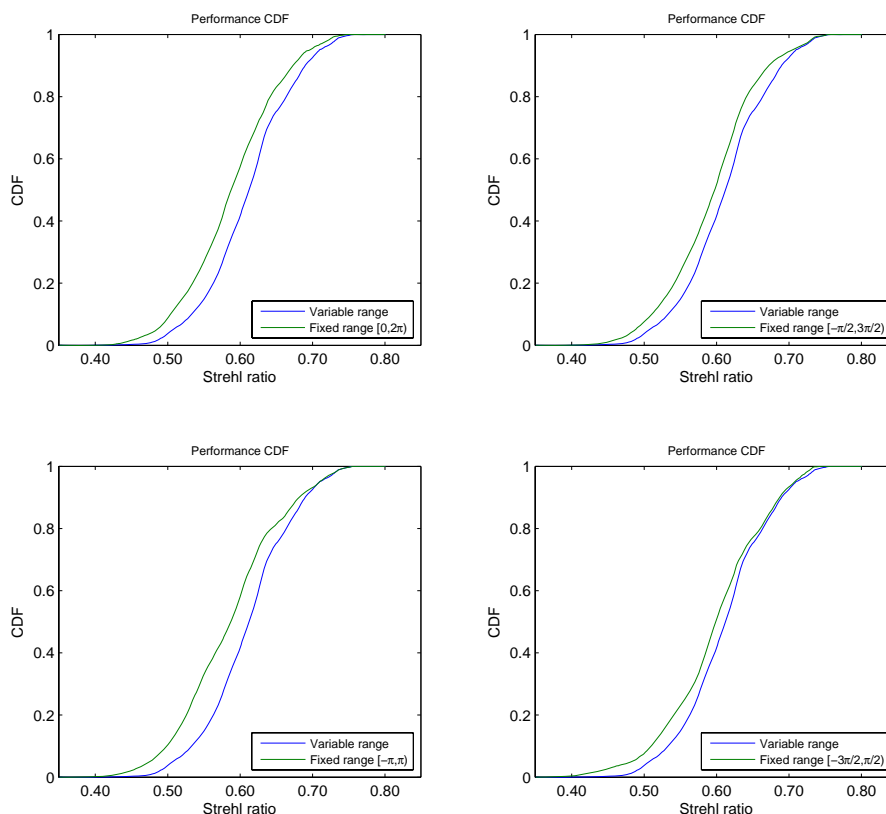 Performance CDF
1
0.8
0.6
0.4
0.2
0
CDF
0.40 0.50 0.60 0.70 0.80
Strehl ratio
Variable range
Fixed range [0,2π)
Performance CDF
1
0.8
0.6
0.4
0.2
0
CDF
0.40 0.50 0.60 0.70 0.80
Strehl ratio
Variable range
Fixed range [−π/2,3π/2)
Performance CDF
1
0.8
0.6
0.4
0.2
0
CDF
0.40 0.50 0.60 0.70 0.80
Strehl ratio
Variable range
Fixed range [−π,π)
Performance CDF
1
0.8
0.6
0.4
0.2
0
CDF
0.40 0.50 0.60 0.70 0.80
Strehl ratio
Variable range
Fixed range [−3π/2,π/2)